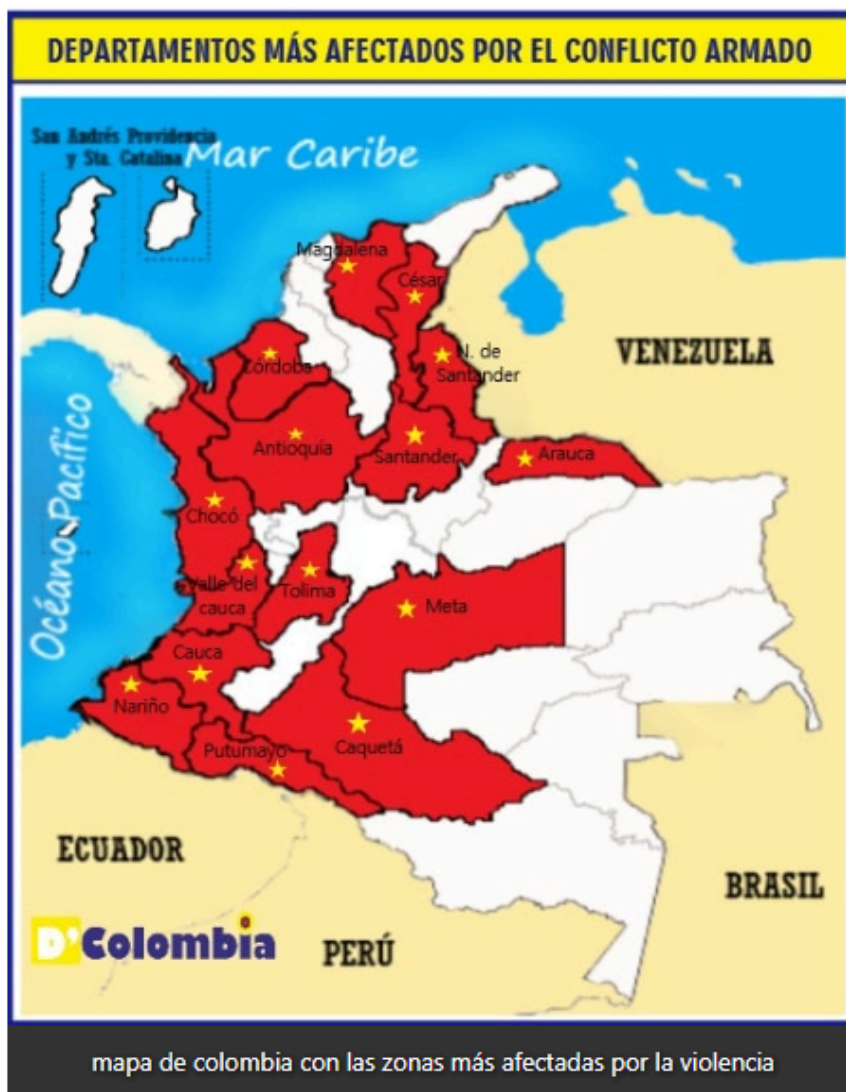 DEPARTAMENTOS MÁS AFECTADOS POR EL CONFLICTO ARMADO
San Andrés Providencia
y Sta. Catalina
Mar Caribe
Magdalena
César
Córdoba
N. de
Santander
VENEZUELA
Antioquía
Santander
Arauca
Océano Pacífico
Chocó
Valle del
cauca
Tolima
Meta
Cauca
Nariño
Putumayo
Caquetá
ECUADOR
BRASIL
D'Colombia
PERÚ
mapa de colombia con las zonas más afectadas por la violencia